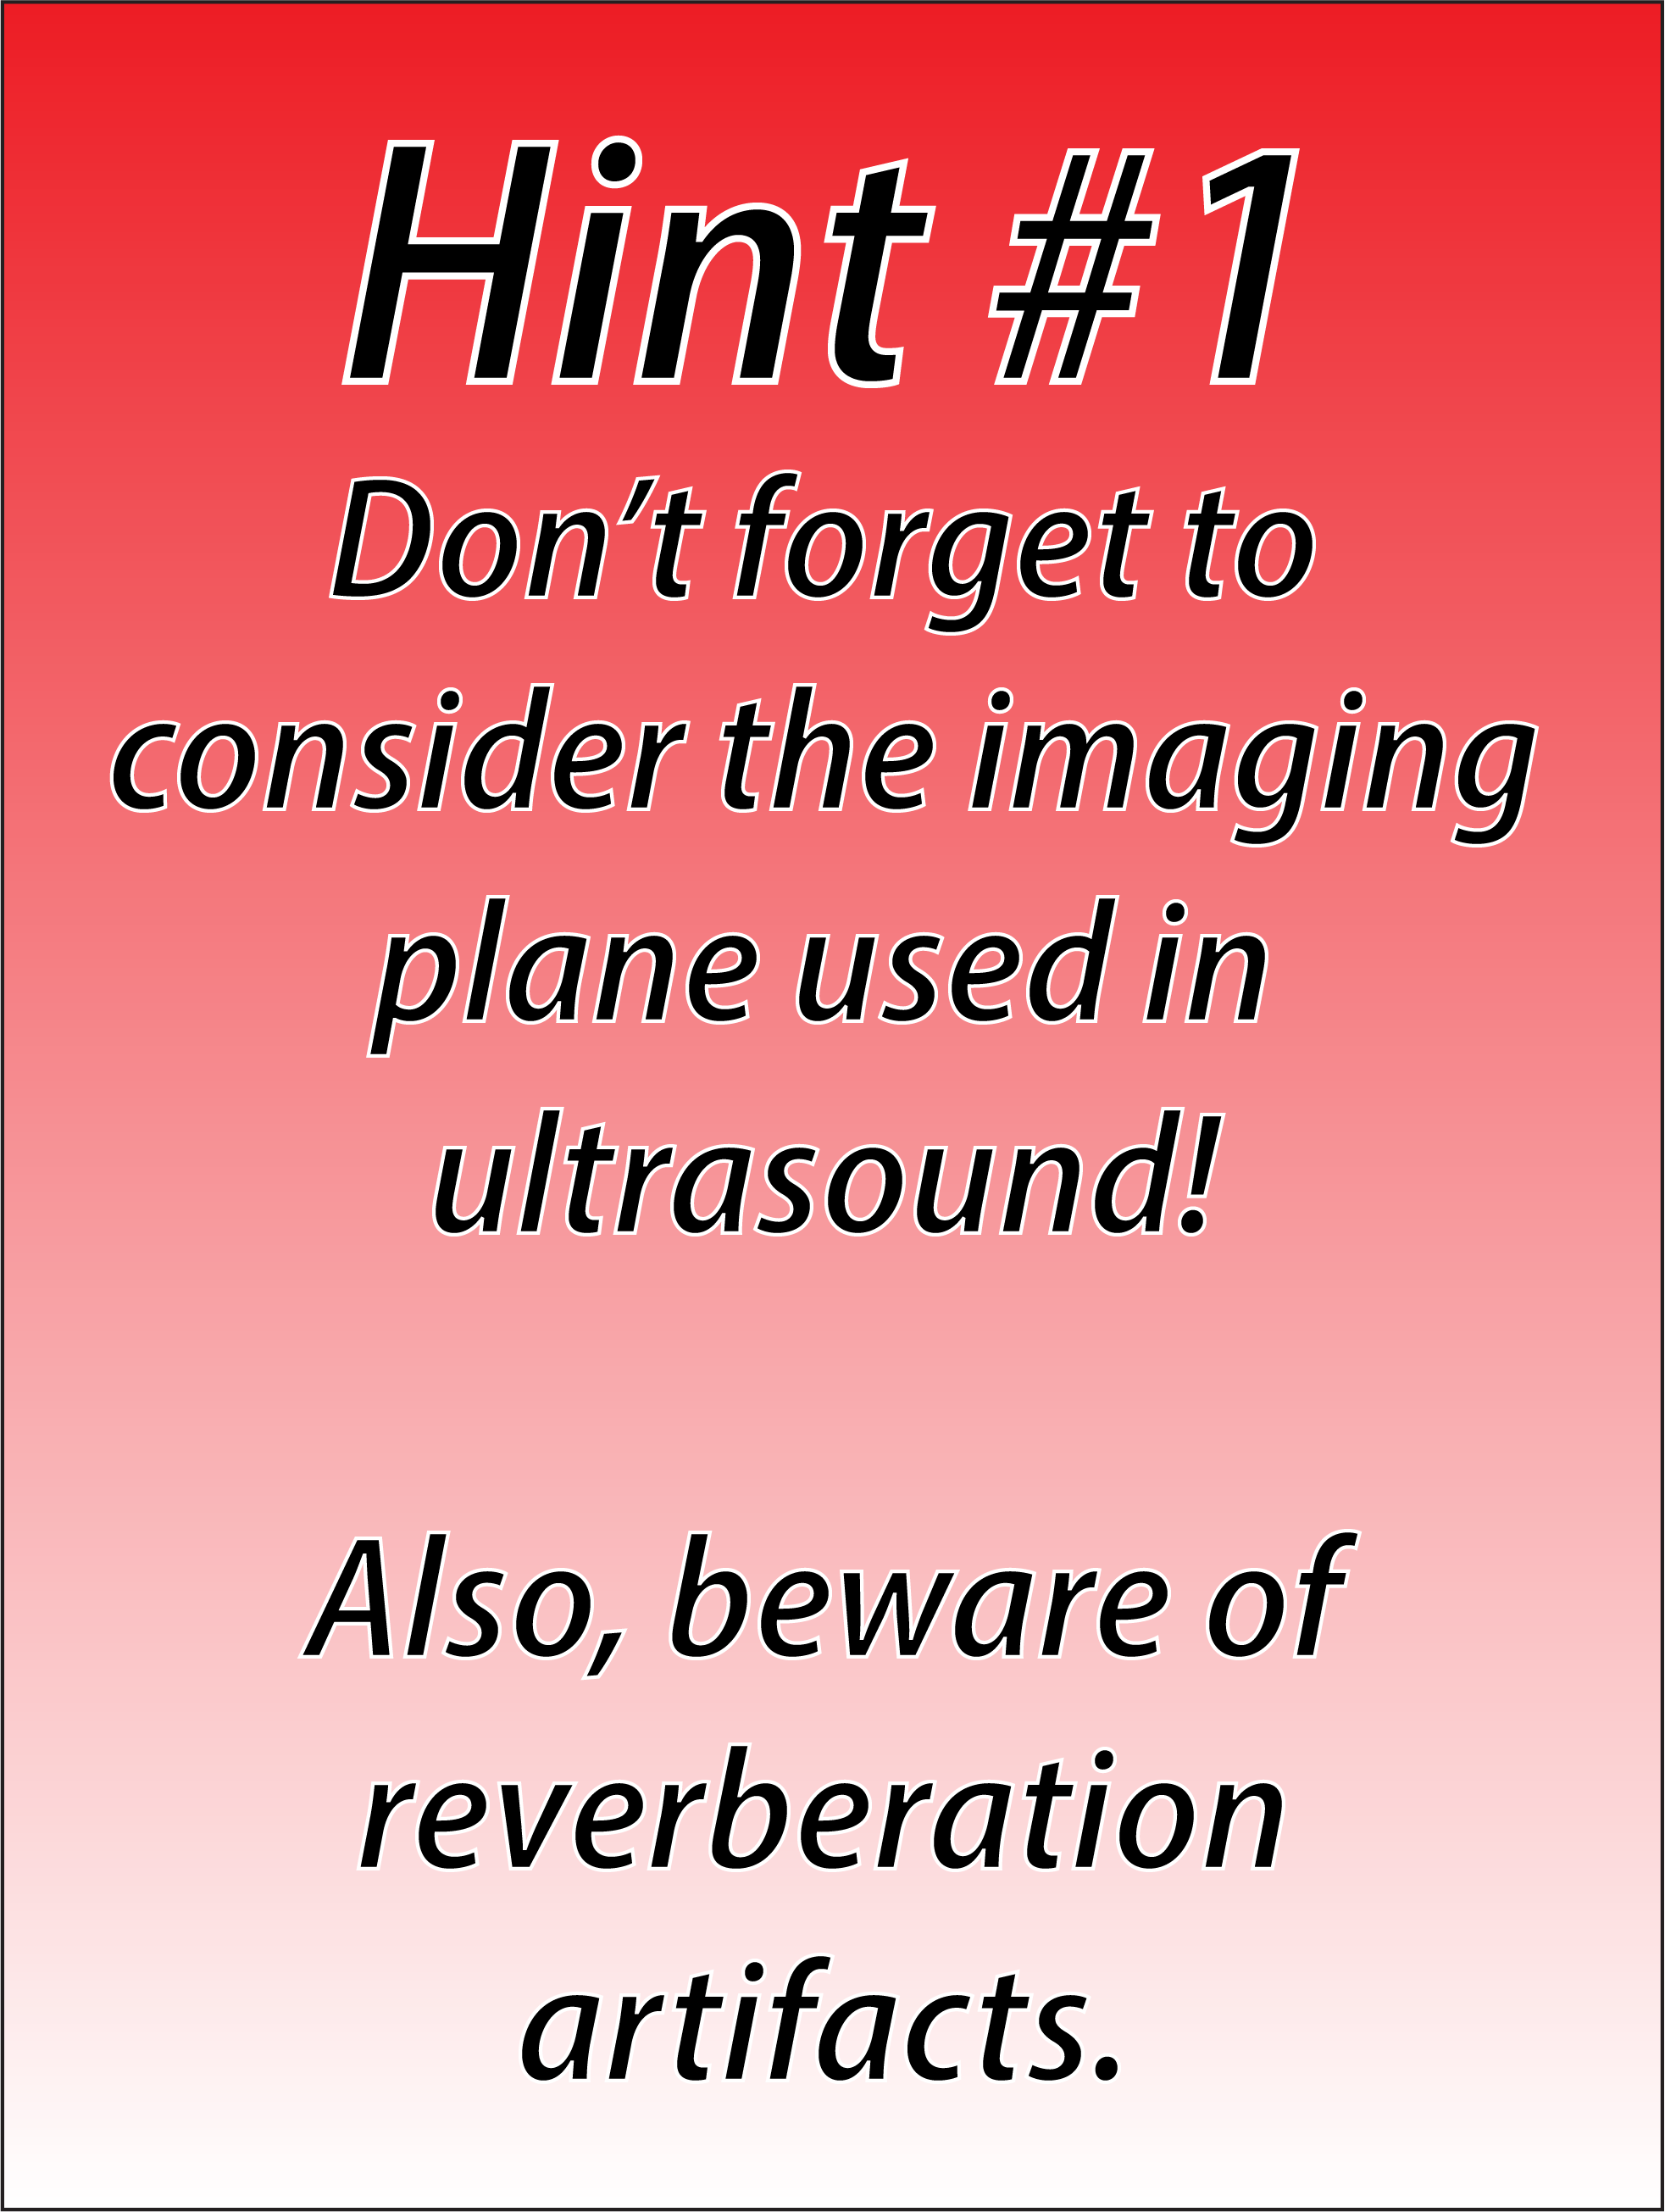 Hint #1
Don’t forget to
consider the imaging
plane used in
ultrasound!
Also, beware of
reverberation
artifacts.